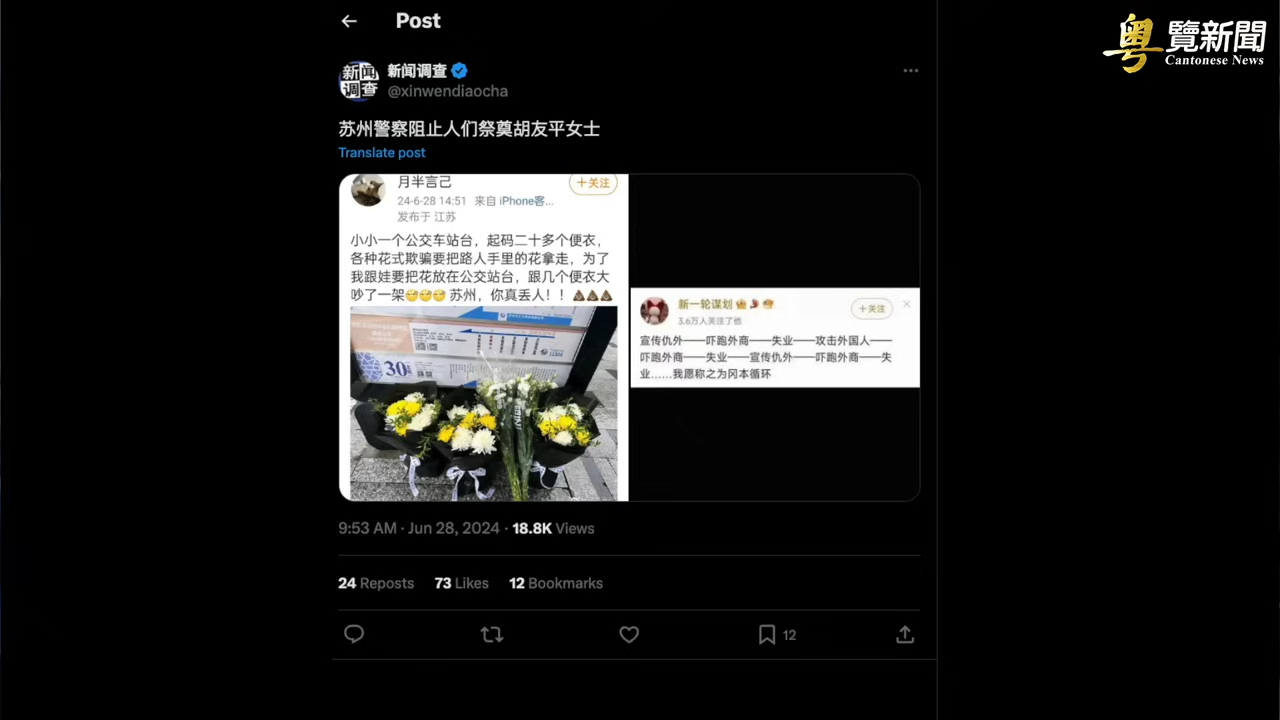 Post
粤
覽新聞
Cantonese News
新闻
调查
新闻调查
@xinwendiaocha
苏州警察阻止人们祭奠胡友平女士
Translate post
月半言己
+关注
24-6-28 14:51 来自 iPhone客...
发布于 江苏
小小一个公交车站台，起码二十多个便衣，
各种花式欺骗要把路人手里的花拿走，为了
我跟娃要把花放在公交站台，跟几个便衣大
吵了一架🙄🙄🙄 苏州，你真丢人！！💩💩💩
30
新一轮谋划
+关注
3.6万人关注了他
宣传仇外——吓跑外商——失业——攻击外国人——
吓跑外商——失业——宣传仇外——吓跑外商——失
业......我愿称之为冈本循环
9:53 AM · Jun 28, 2024 · 18.8K Views
24 Reposts 73 Likes 12 Bookmarks
12